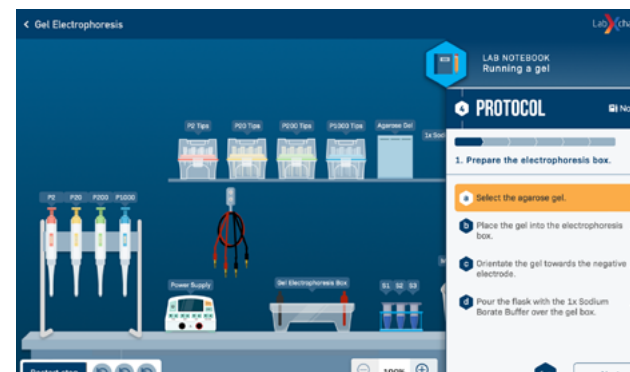 Gel Electrophoresis
LAB NOTEBOOK
Running a gel
4 PROTOCOL
1. Prepare the electrophoresis box.
a Select the agarose gel.
b Place the gel into the electrophoresis
box.
c Orientate the gel towards the negative
electrode.
d Pour the flask with the 1x Sodium
Borate Buffer over the gel box.
P2 Tips
P20 Tips
P200 Tips
P1000 Tips
Agarose Gel
P2
P20
P200
P1000
Power Supply
Gel Electrophoresis Box
S1
S2
S3
Restart step
100%